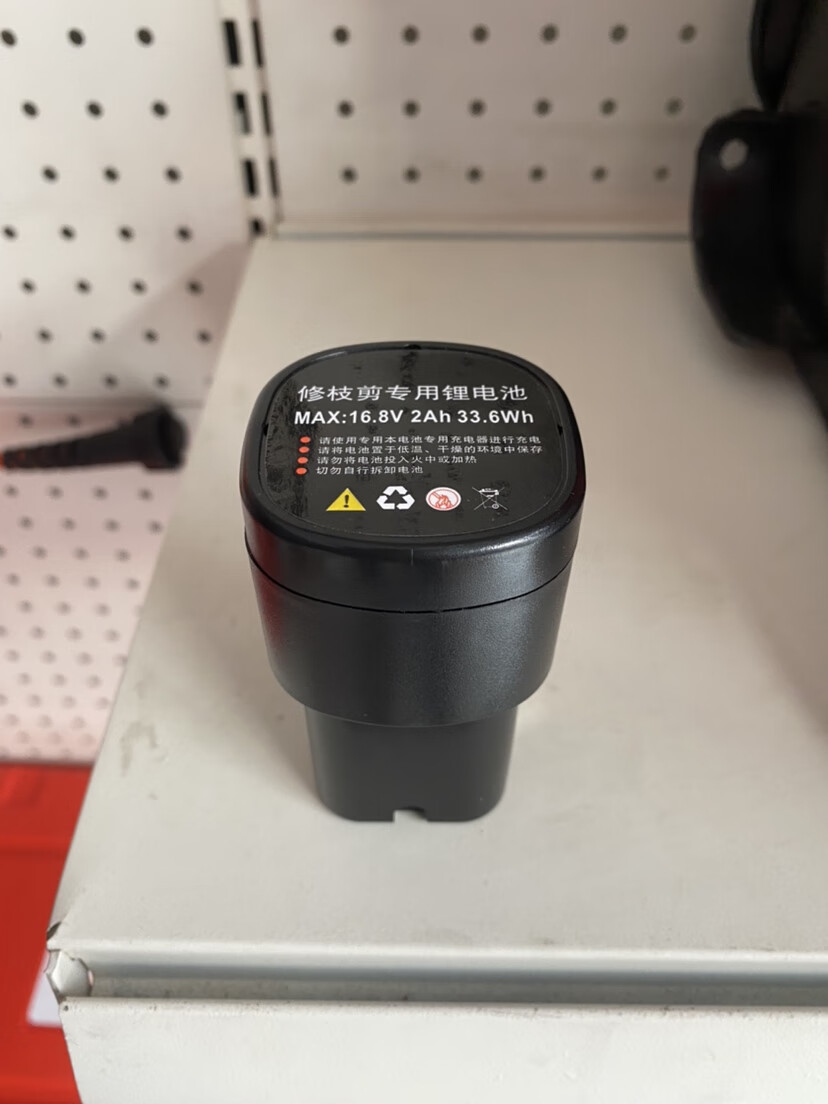 修枝剪专用锂电池
MAX:16.8V 2Ah 33.6Wh
请使用专用本电池专用充电器进行充电
请将电池置于低温、干燥的环境中保存
请勿将电池投入火中或加热
切勿自行拆卸电池